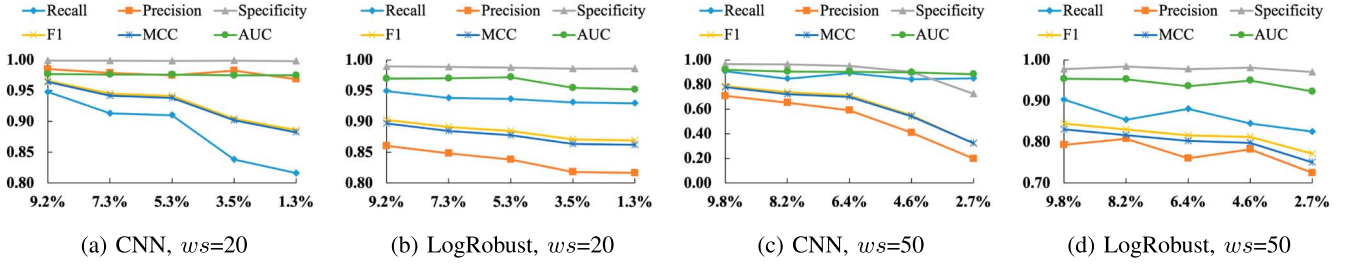 Recall Precision Specificity
F1 MCC AUC
1.00
0.95
0.90
0.85
0.80
9.2% 7.3% 5.3% 3.5% 1.3%
(a) CNN, ws=20
Recall Precision Specificity
F1 MCC AUC
1.00
0.95
0.90
0.85
0.80
9.2% 7.3% 5.3% 3.5% 1.3%
(b) LogRobust, ws=20
Recall Precision Specificity
F1 MCC AUC
1.00
0.80
0.60
0.40
0.20
0.00
9.8% 8.2% 6.4% 4.6% 2.7%
(c) CNN, ws=50
Recall Precision Specificity
F1 MCC AUC
1.00
0.90
0.80
0.70
9.8% 8.2% 6.4% 4.6% 2.7%
(d) LogRobust, ws=50